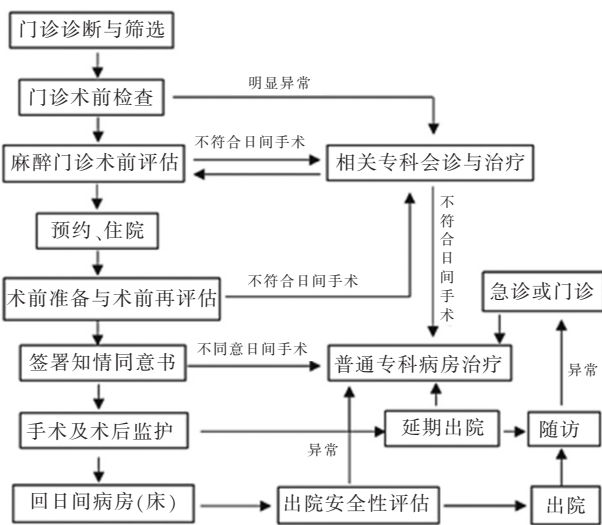 门诊诊断与筛选
门诊术前检查
明显异常
麻醉门诊术前评估
不符合日间手术
相关专科会诊与治疗
预约、住院
不符合日间手术
术前准备与术前再评估
不符合日间手术
急诊或门诊
签署知情同意书
不同意日间手术
普通专科病房治疗
异常
手术及术后监护
延期出院
随访
异常
回日间病房(床)
出院安全性评估
出院